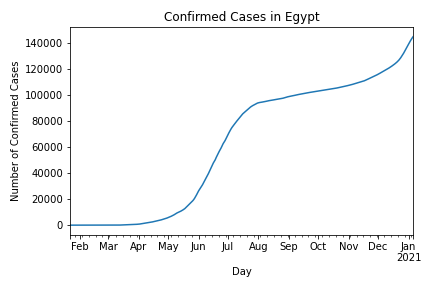 Confirmed Cases in Egypt
Number of Confirmed Cases
140000
120000
100000
80000
60000
40000
20000
0
Feb Mar Apr May Jun Jul Aug Sep Oct Nov Dec Jan
2021
Day